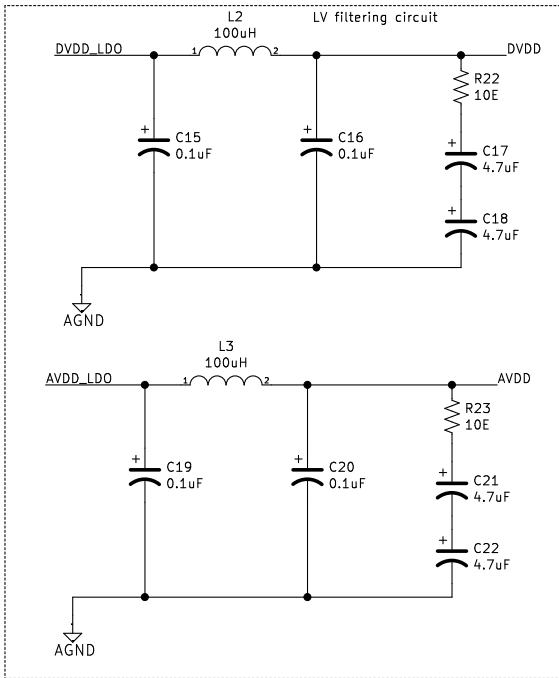 L2
100uH
LV filtering circuit
DVDD_LDO
1
2
DVDD
R22
10E
+
C15
0.1uF
+
C16
0.1uF
+
C17
4.7uF
+
C18
4.7uF
AGND
L3
100uH
AVDD_LDO
1
2
AVDD
R23
10E
+
C19
0.1uF
+
C20
0.1uF
+
C21
4.7uF
+
C22
4.7uF
AGND